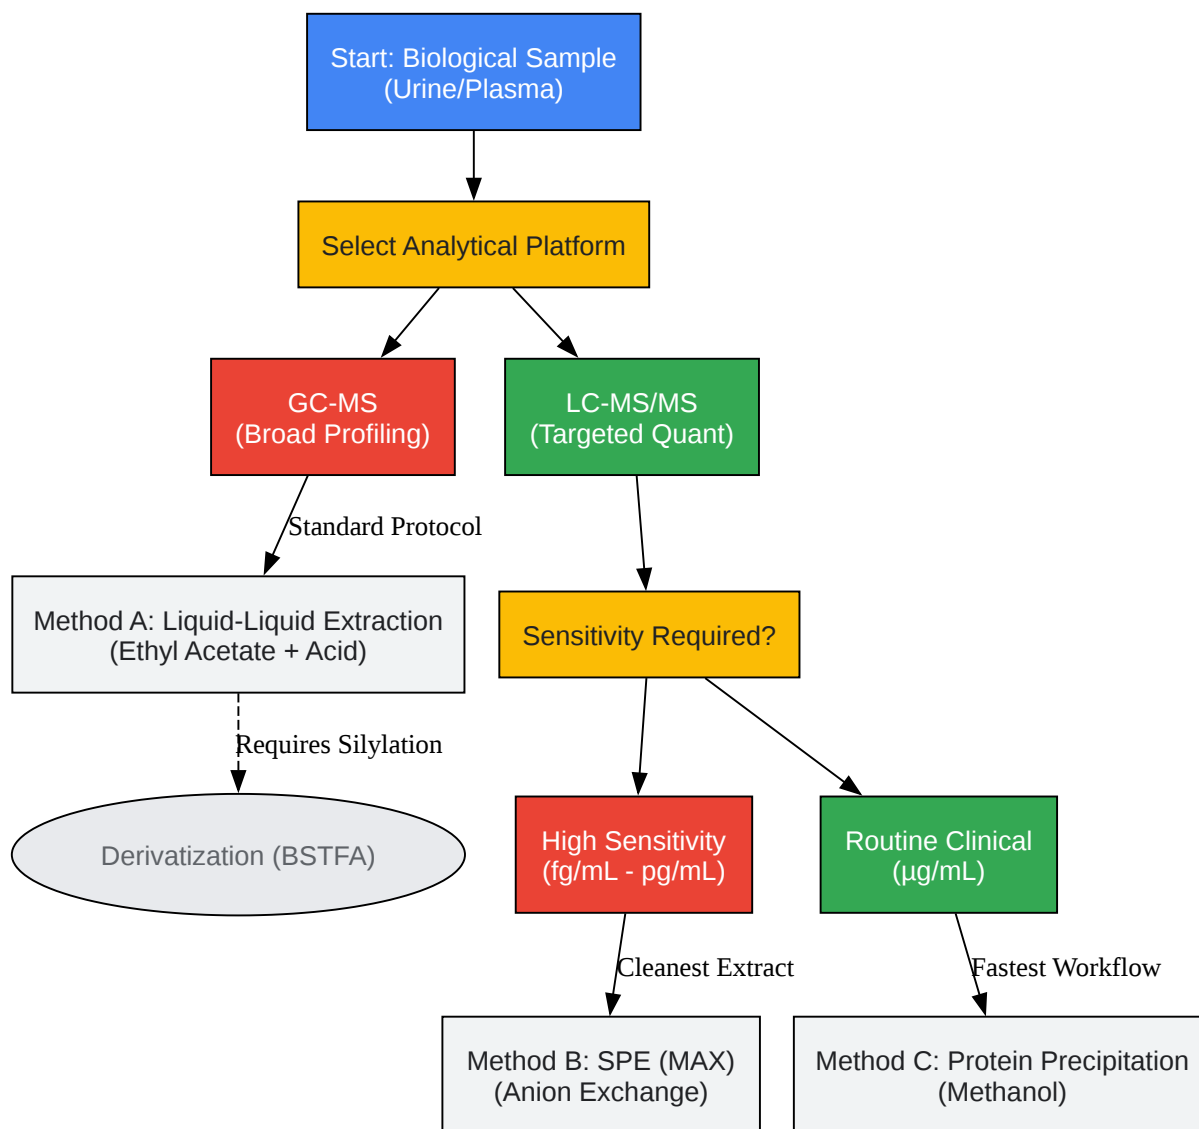 Start: Biological Sample
(Urine/Plasma)
Select Analytical Platform
GC-MS
(Broad Profiling)
LC-MS/MS
(Targeted Quant)
Standard Protocol
Method A: Liquid-Liquid Extraction
(Ethyl Acetate + Acid)
Sensitivity Required?
Requires Silylation
Derivatization (BSTFA)
High Sensitivity
(fg/mL - pg/mL)
Routine Clinical
(µg/mL)
Cleanest Extract
Fastest Workflow
Method B: SPE (MAX)
(Anion Exchange)
Method C: Protein Precipitation
(Methanol)